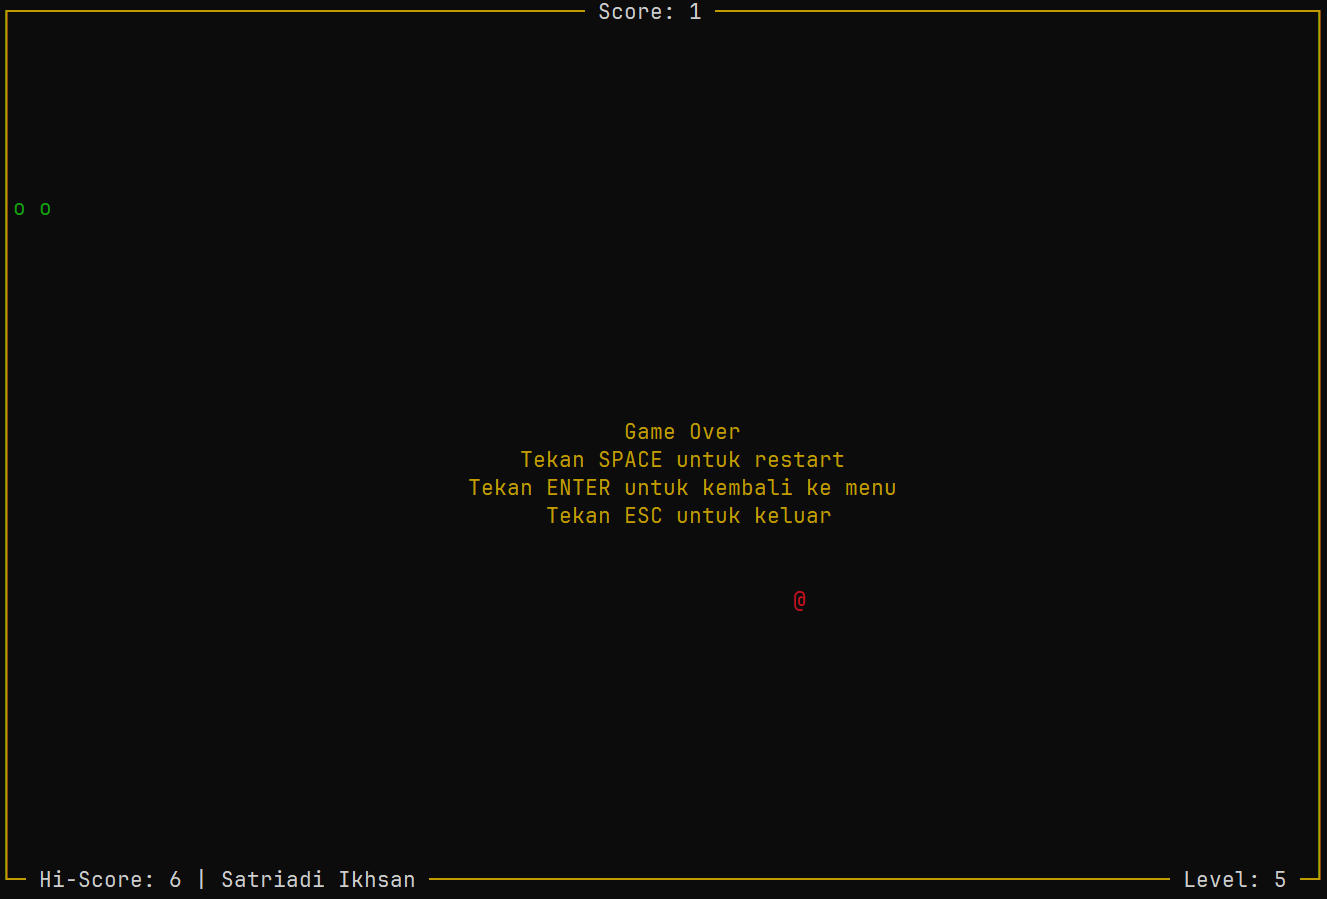 Score: 1
o o
Game Over
Tekan SPACE untuk restart
Tekan ENTER untuk kembali ke menu
Tekan ESC untuk keluar
@
Hi-Score: 6 | Satriadi Ikhsan
Level: 5